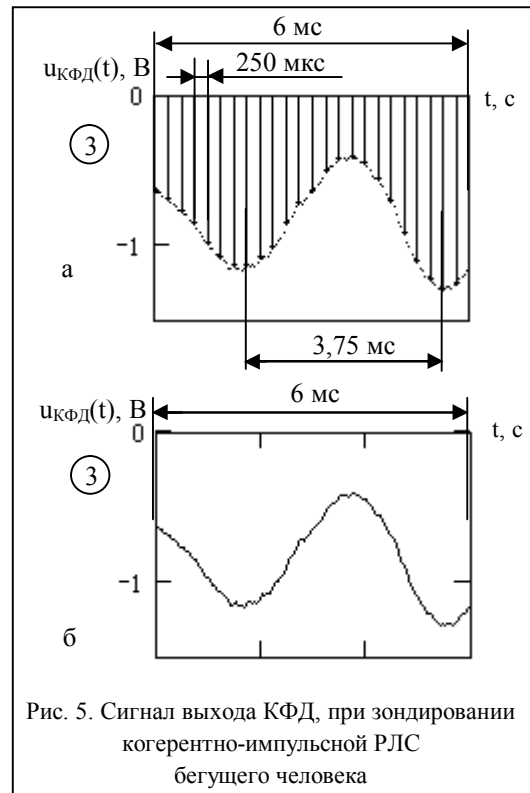 6 мс
uКФД(t), В
250 мкс
0
t, с
3
−1
а
3,75 мс
uКФД(t), В
6 мс
0
t, с
3
−1
б
Рис. 5. Сигнал выхода КФД, при зондировании
когерентно-импульсной РЛС
бегущего человека